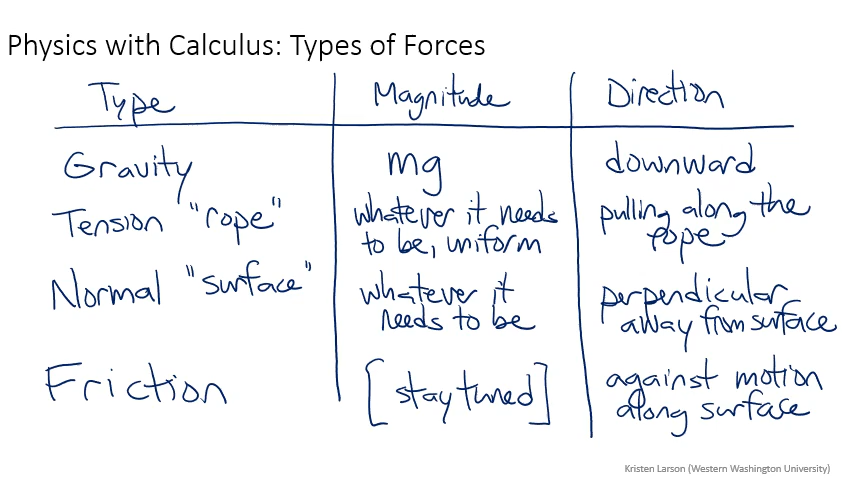 Physics with Calculus: Types of Forces
Type Magnitude Direction
Gravity mg downward
Tension "rope" whatever it needs pulling along the
to be, uniform rope
Normal "surface" whatever it perpendicular
needs to be away from surface
Friction [stay tuned] against motion
along surface
Kristen Larson (Western Washington University)